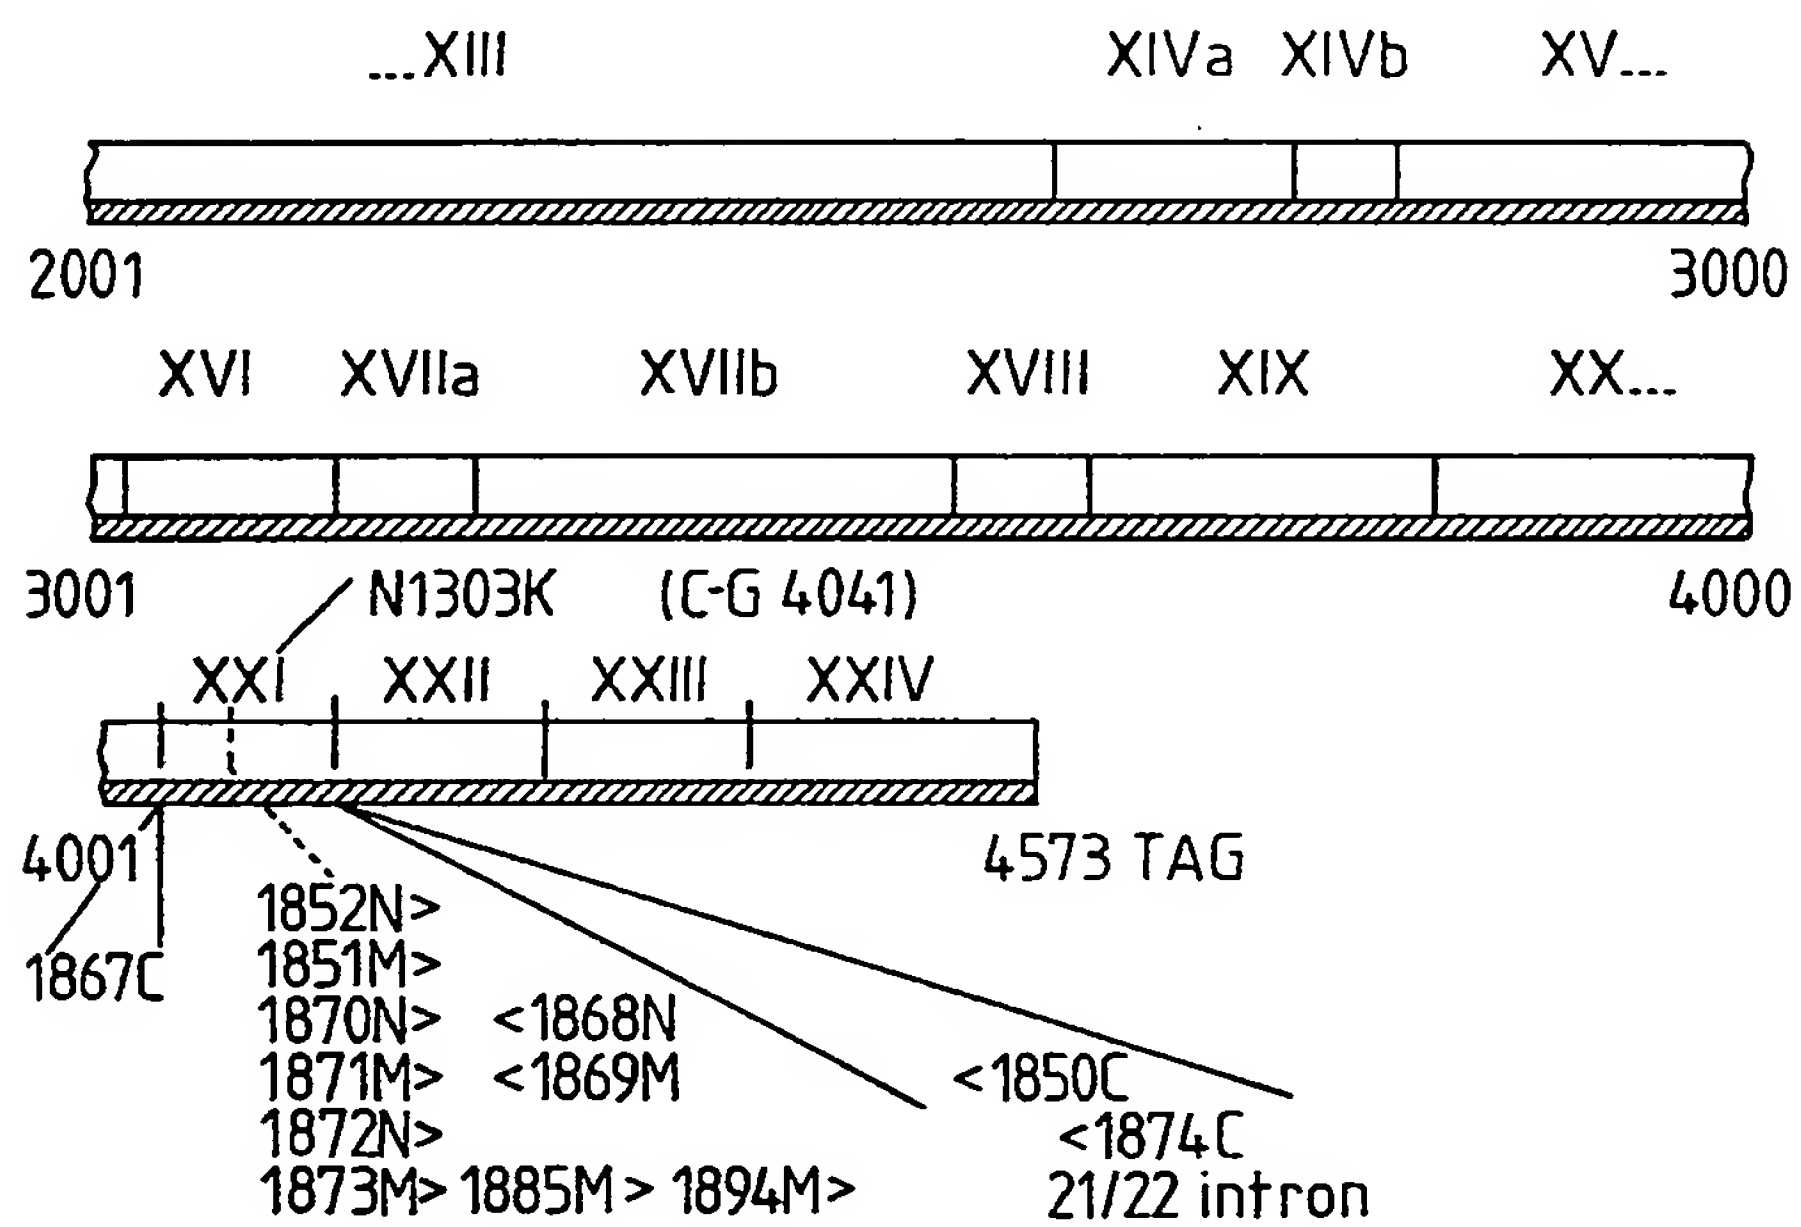 ...XIII XIVa XIVb XV...
2001 3000
XVI XVIIa XVIIb XVIII XIX XX...
3001 N1303K (C-G 4041) 4000
XXI XXII XXIII XXIV
4001 4573 TAG
1852N>
1867C 1851M>
1870N> <1868N
1871M> <1869M <1850C
1872N> <1874C
1873M> 1885M> 1894M> 21/22 intron